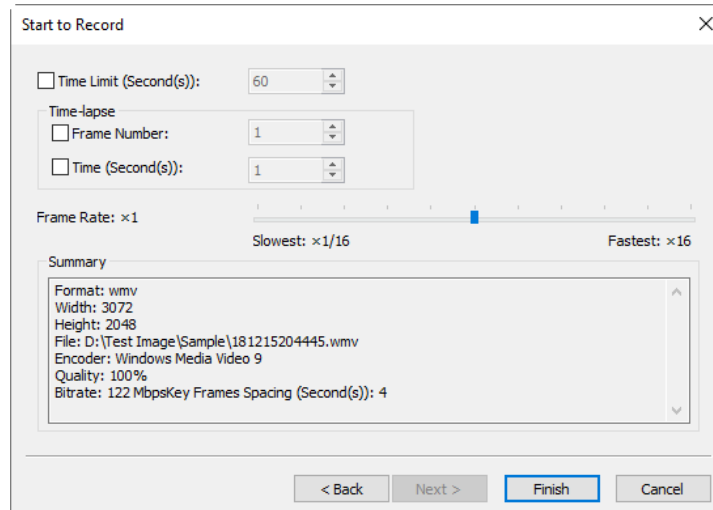 Start to Record
Time Limit (Second(s)): 60
Time-lapse
Frame Number: 1
Time (Second(s)): 1
Frame Rate: ×1
Slowest: ×1/16 Fastest: ×16
Summary
Format: wmv
Width: 3072
Height: 2048
File: D:\Test Image\Sample\181215204445.wmv
Encoder: Windows Media Video 9
Quality: 100%
Bitrate: 122 MbpsKey Frames Spacing (Second(s)): 4
< Back Next > Finish Cancel